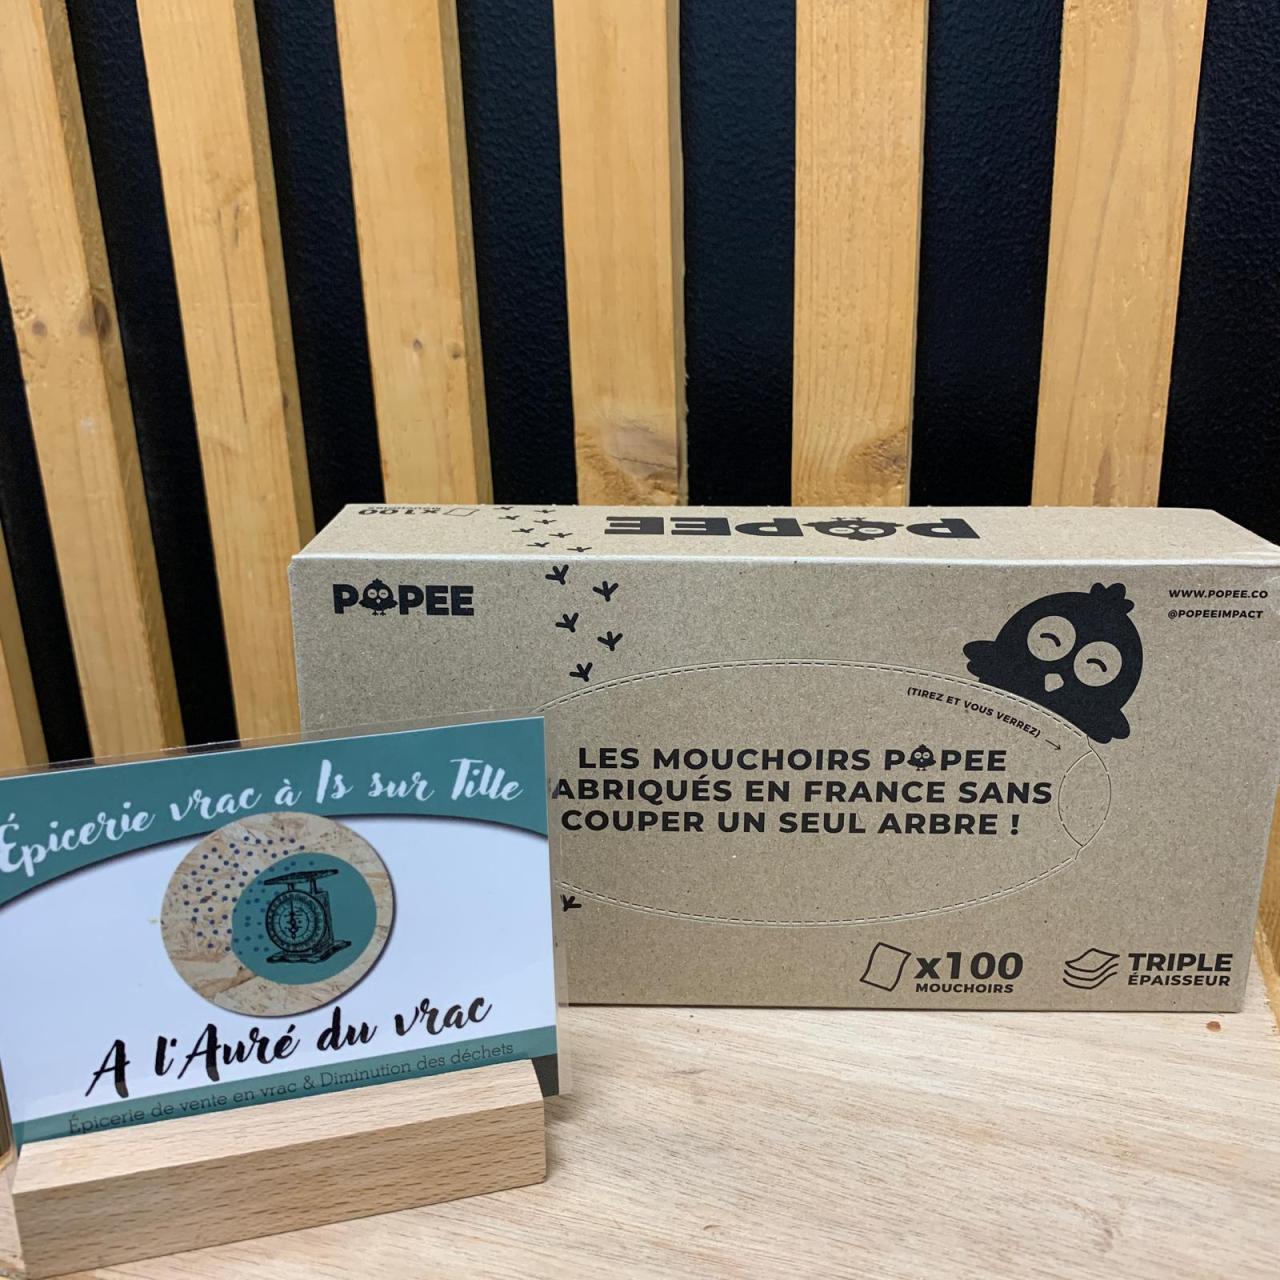 x100
MOUCHOIRS
POPEE
POPEE
WWW.POPEE.CO
@POPEEIMPACT
(TIREZ ET VOUS VERREZ)
LES MOUCHOIRS POPEE
FABRIQUÉS EN FRANCE SANS
COUPER UN SEUL ARBRE !
x100
MOUCHOIRS
TRIPLE
ÉPAISSEUR
Épicerie vrac à Is sur Tille
A l'Auré du vrac
Épicerie de vente en vrac & Diminution des déchets